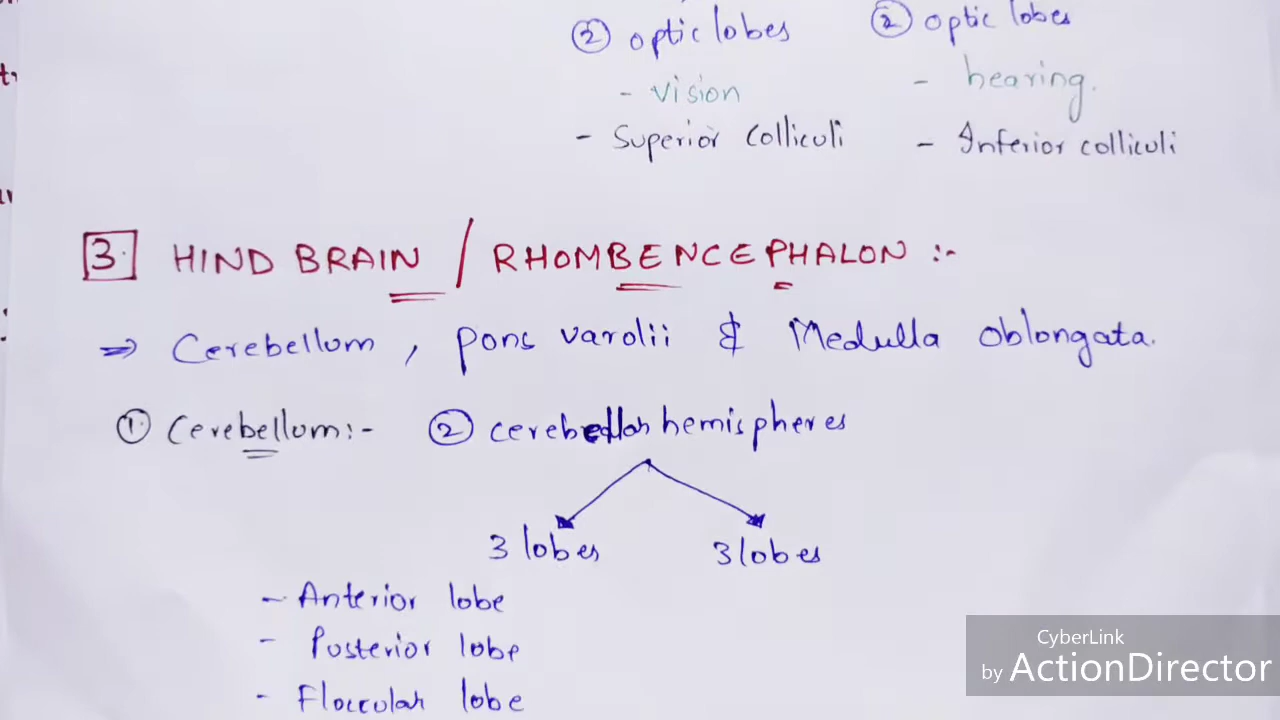 ② optic lobes ② optic lobes
- vision - hearing.
- Superior colliculi - Inferior colliculi
3. HIND BRAIN / RHOMBENCEPHALON :-
⇒ Cerebellum , pons varolii & Medulla oblongata.
① Cerebellum:- ② cerebellar hemispheres
3 lobes 3 lobes
- Anterior lobe
- Posterior lobe
- Floccular lobe
CyberLink
by ActionDirector